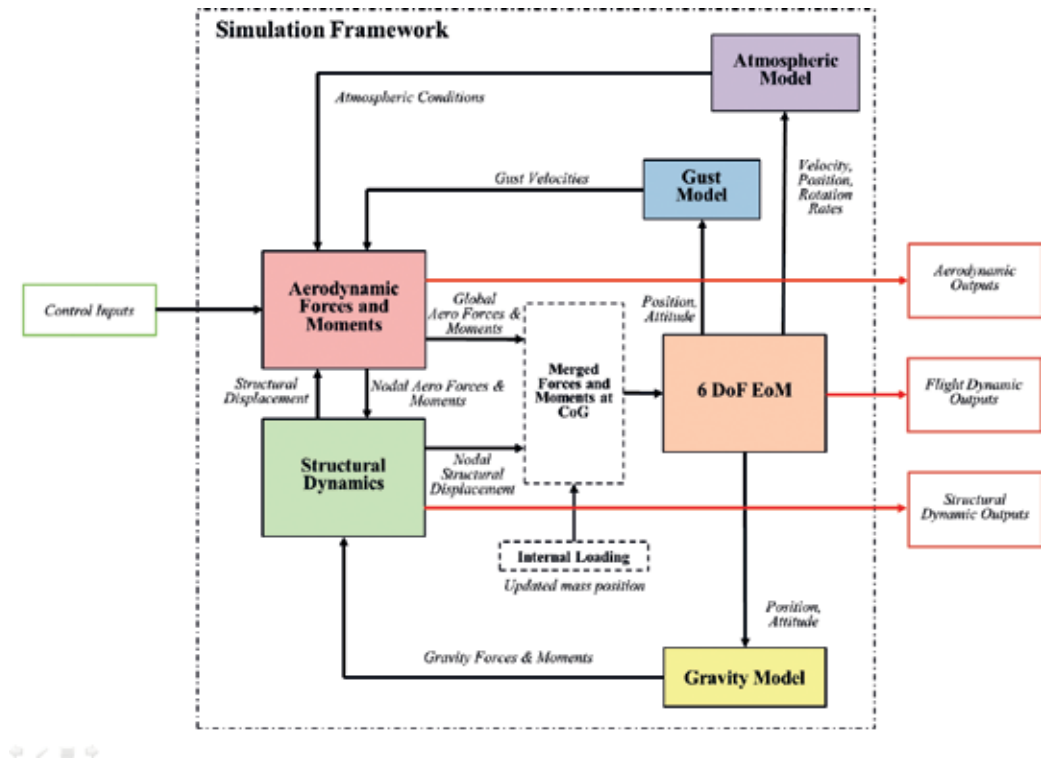 Simulation Framework
Atmospheric
Model
Atmospheric Conditions
Velocity,
Position,
Rotation
Rates
Gust
Model
Gust Velocities
Aerodynamic
Outputs
Control Inputs
Aerodynamic
Forces and
Moments
Global
Aero Forces &
Moments
Position,
Attitude
Merged
Forces and
Moments at
CoG
6 DoF EoM
Flight Dynamic
Outputs
Structural
Displacement
Nodal Aero Forces &
Moments
Structural
Dynamics
Nodal
Structural
Displacement
Structural
Dynamic Outputs
Internal Loading
Updated mass position
Position,
Attitude
Gravity Forces & Moments
Gravity Model